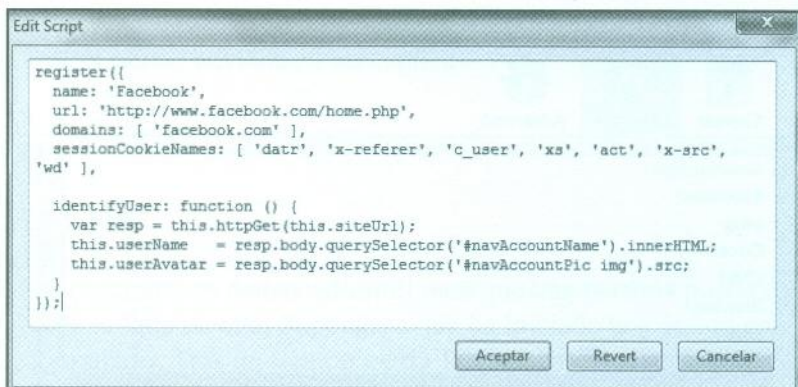 Edit Script
X
register({
name: 'Facebook',
url: 'http://www.facebook.com/home.php',
domains: [ 'facebook.com' ],
sessionCookieNames: [ 'datr', 'x-referer', 'c_user', 'xs', 'act', 'x-src',
'wd' ],
identifyUser: function () {
var resp = this.httpGet(this.siteUrl);
this.userName   = resp.body.querySelector('#navAccountName').innerHTML;
this.userAvatar = resp.body.querySelector('#navAccountPic img').src;
}
});
Aceptar Revert Cancelar